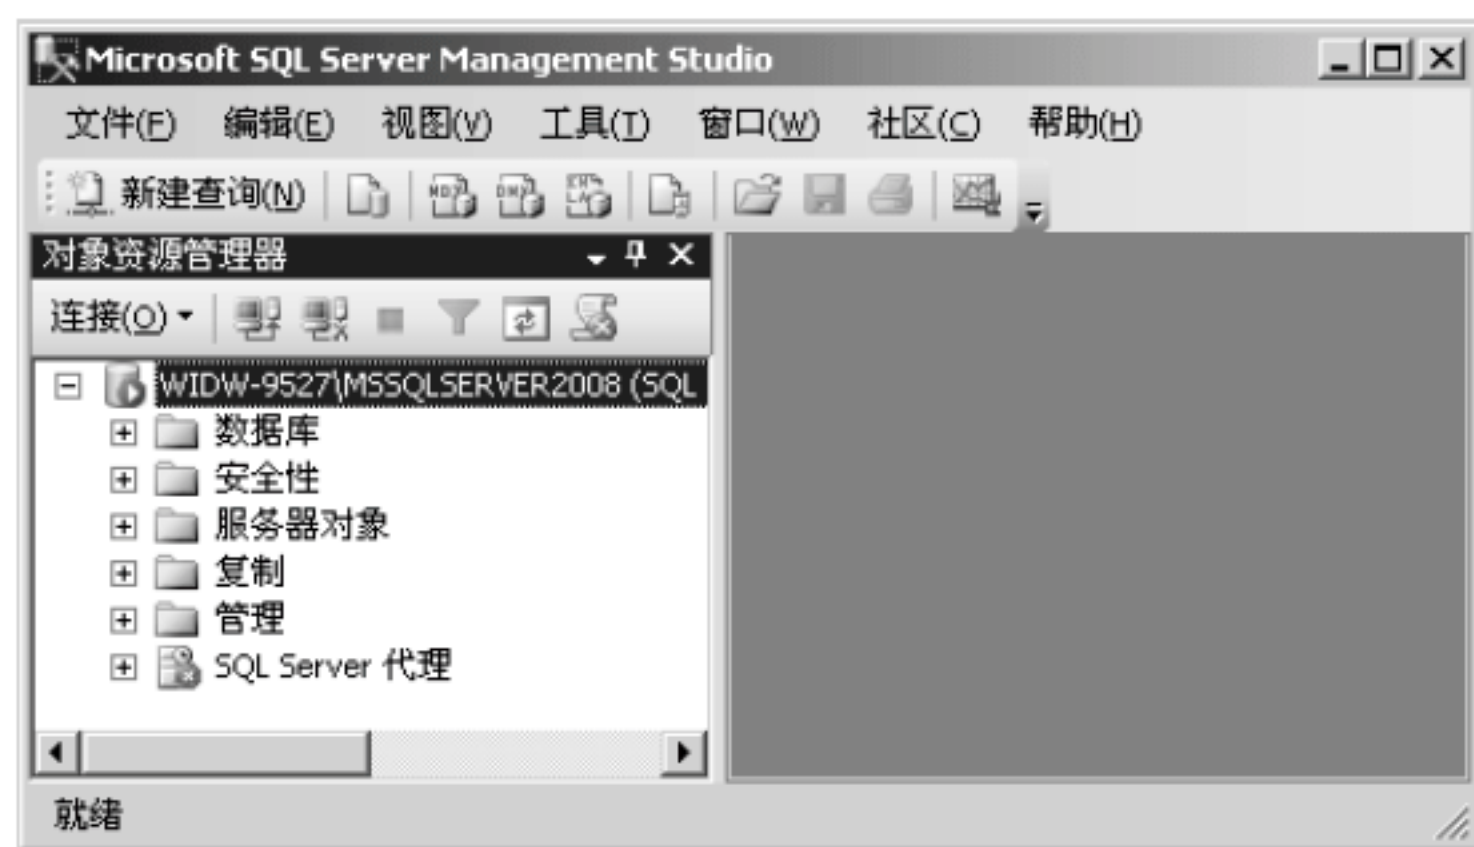 Microsoft SQL Server Management Studio
文件(F) 编辑(E) 视图(V) 工具(T) 窗口(W) 社区(C) 帮助(H)
新建查询(N)
对象资源管理器
连接(O)
WIDW-9527\MSSQLSERVER2008 (SQL
数据库
安全性
服务器对象
复制
管理
SQL Server 代理
就绪